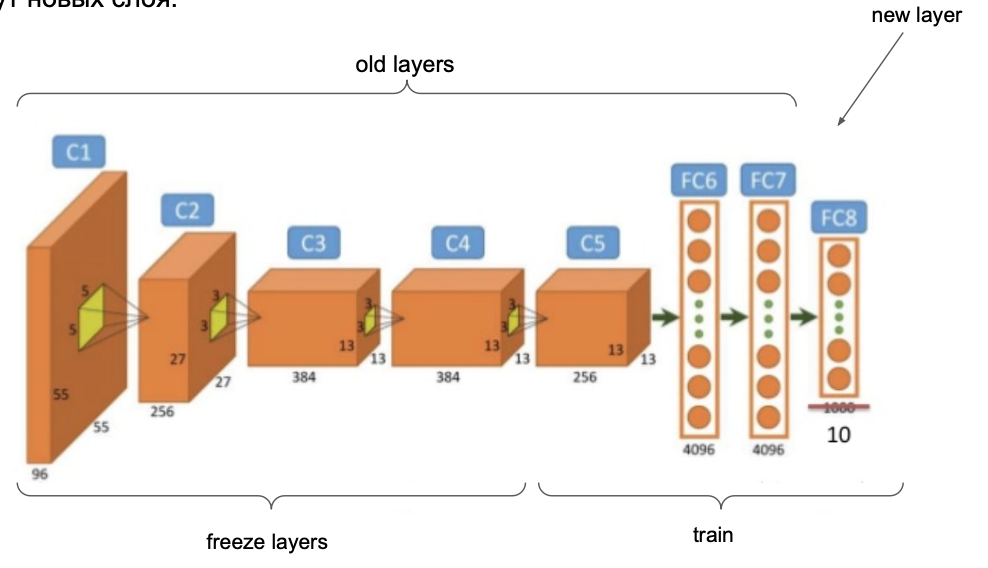 новых слоя.
new layer
old layers
C1
C2
C3
C4
C5
FC6
FC7
FC8
5
5
3
3
3
3
3
3
55
55
96
27
27
256
13
13
384
13
13
384
13
13
256
4096
4096
1000
10
freeze layers
train